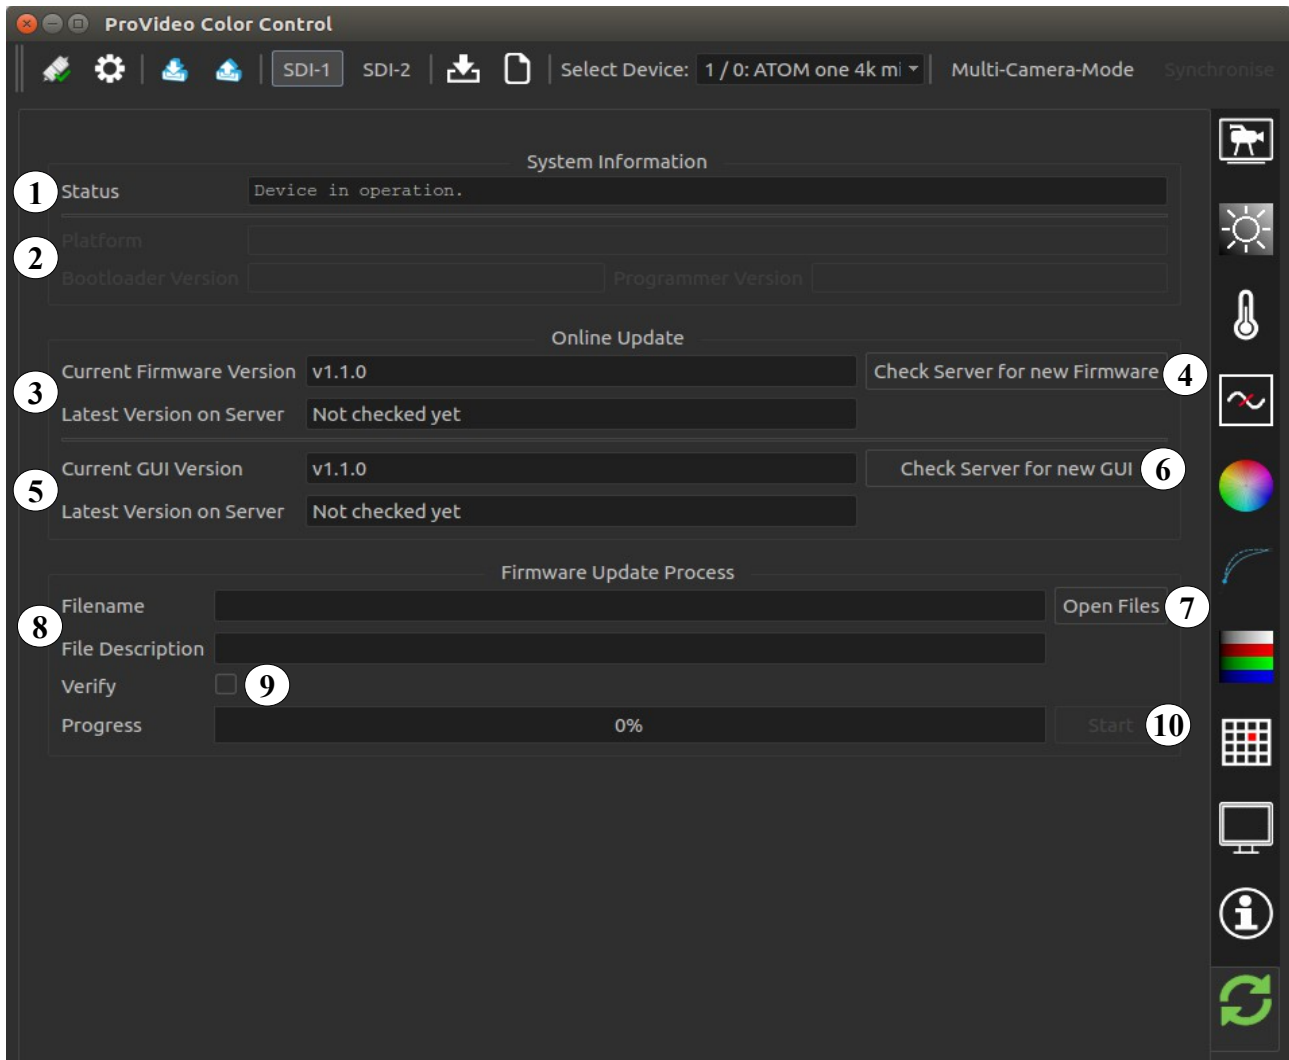 ProVideo Color Control
SDI-1 SDI-2 Select Device: 1 / 0: ATOM one 4k mi Multi-Camera-Mode Synchronise
System Information
1 Status Device in operation.
2 Platform
Bootloader Version Programmer Version
Online Update
3 Current Firmware Version v1.1.0 Check Server for new Firmware 4
Latest Version on Server Not checked yet
5 Current GUI Version v1.1.0 Check Server for new GUI 6
Latest Version on Server Not checked yet
Firmware Update Process
8 Filename Open Files 7
File Description
Verify 9
Progress 0% Start 10